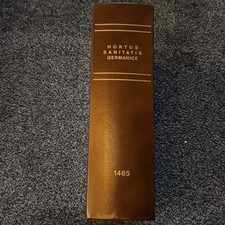 HORTUS
SANITATIS
GERMANICE
1485